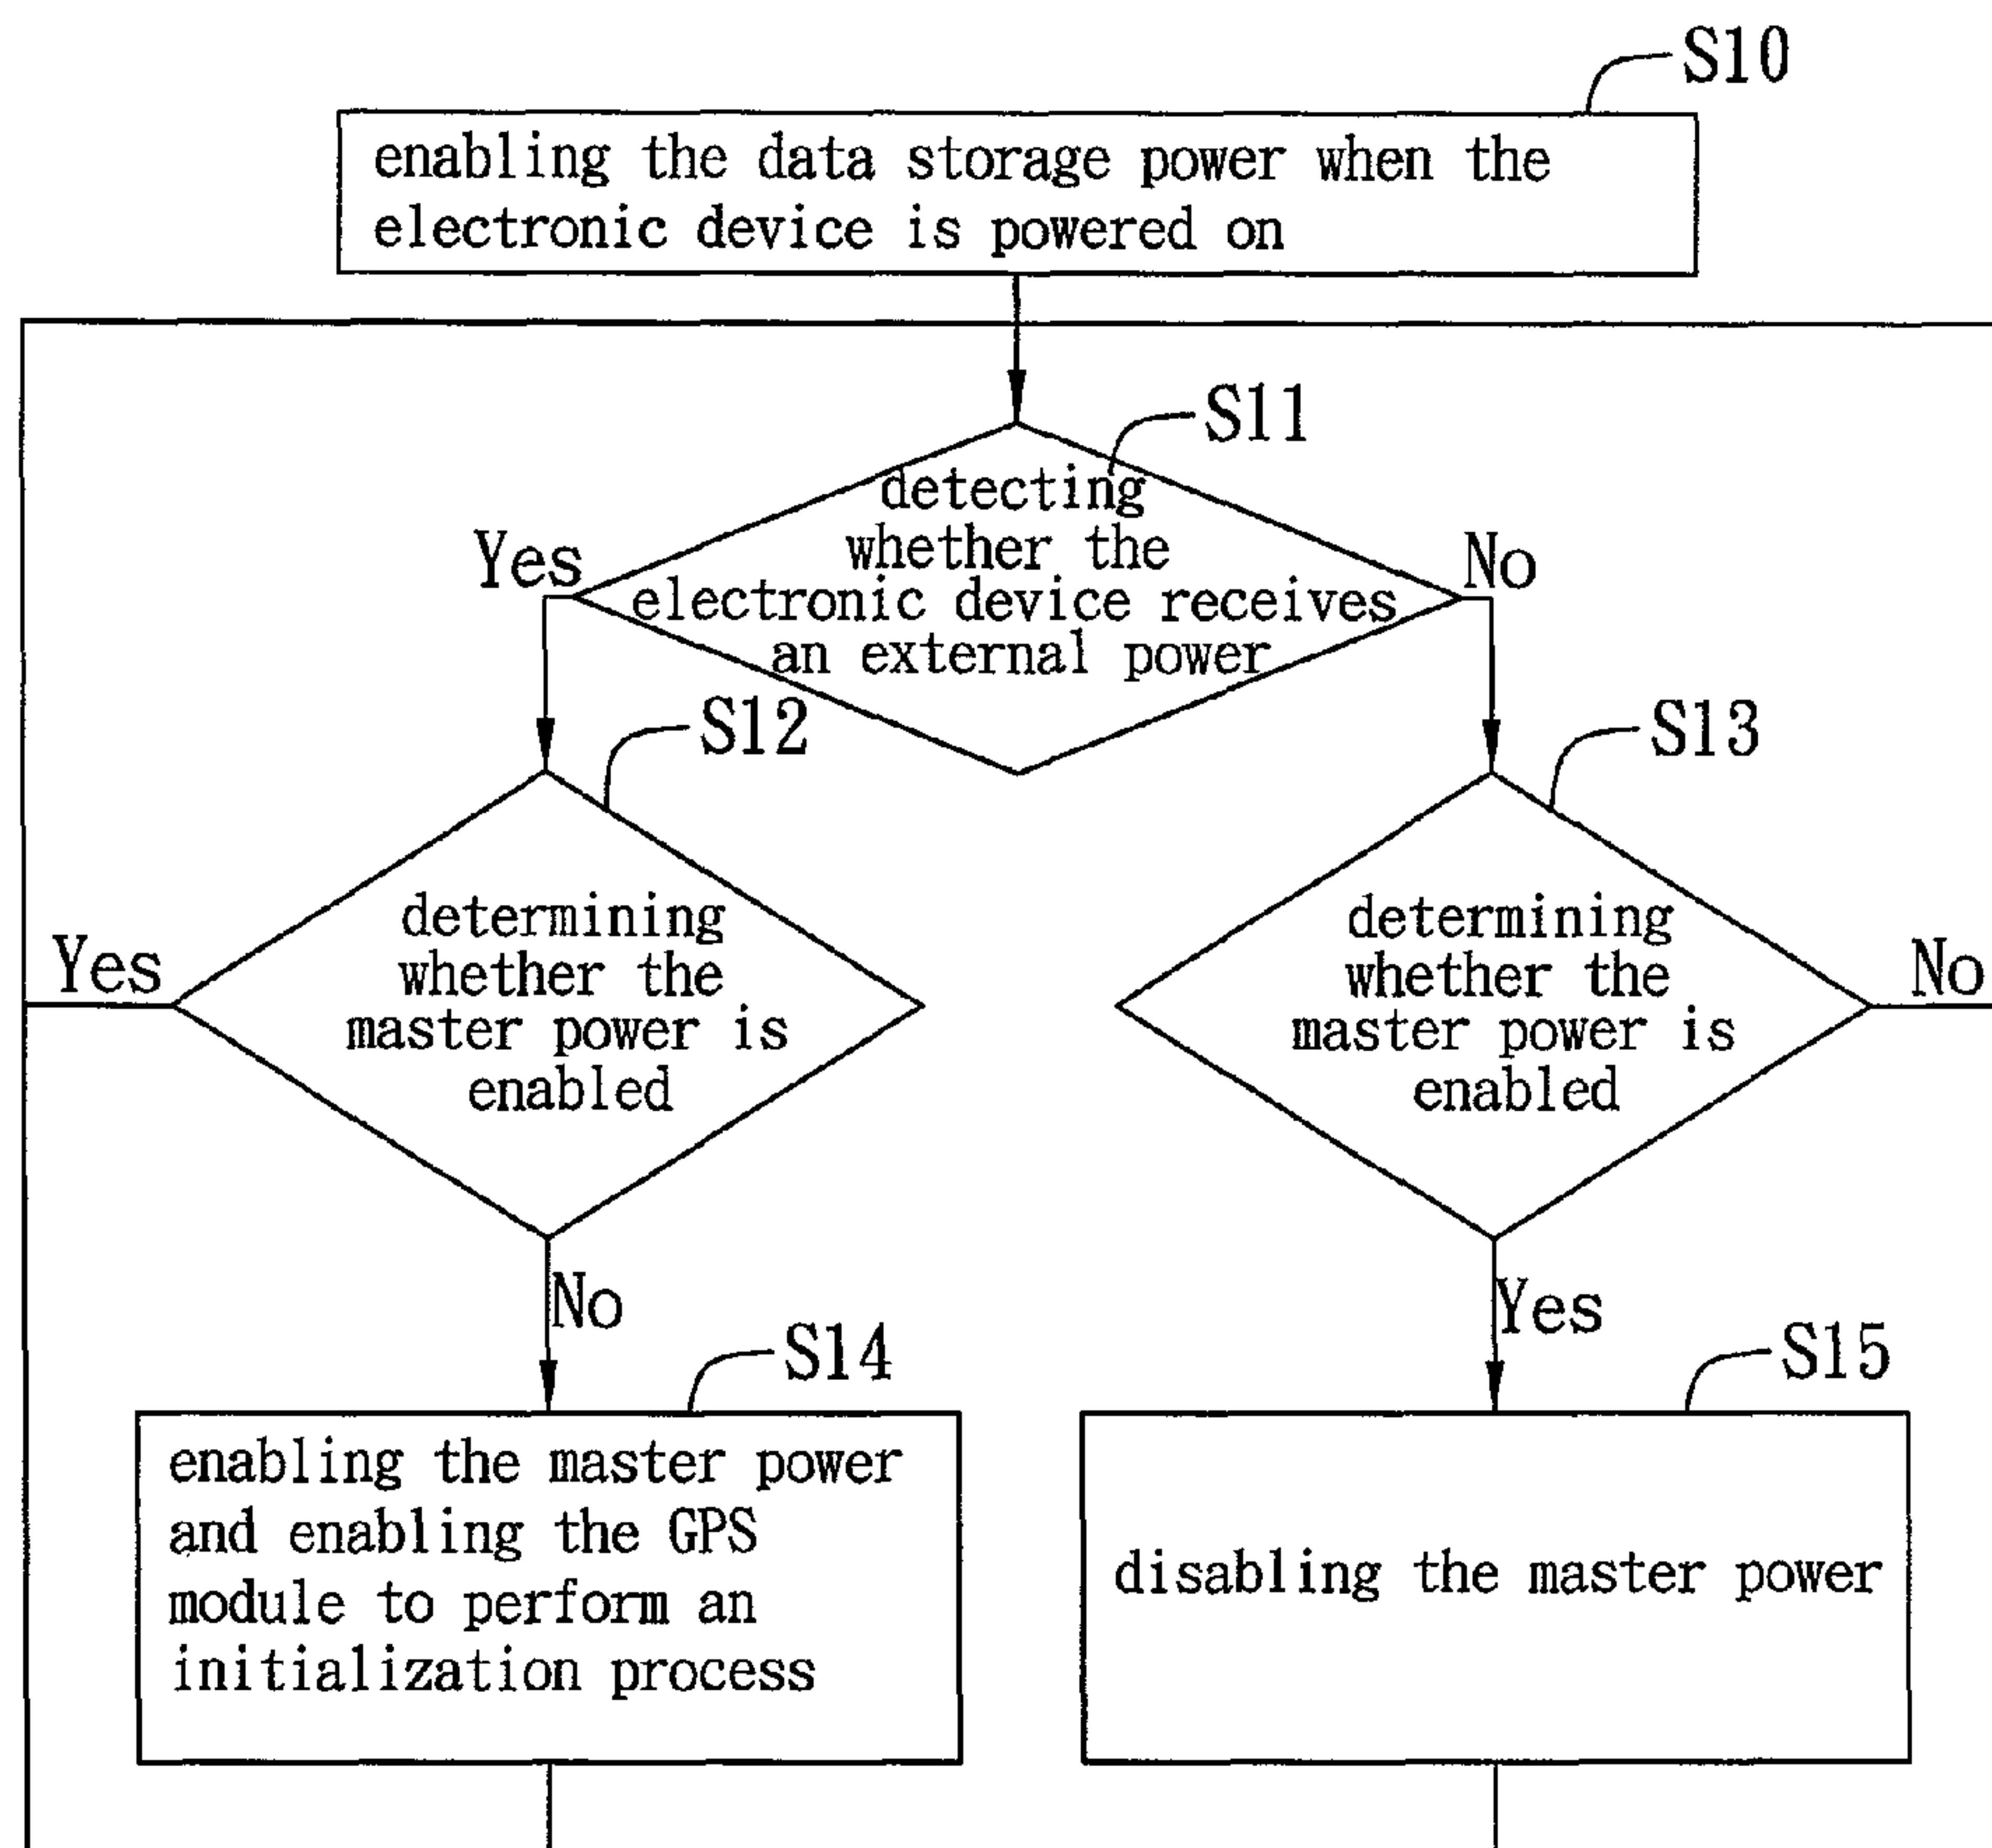 S10
enabling the data storage power when the
electronic device is powered on
S11
detecting
whether the
electronic device receives
an external power
Yes
No
S12
determining
whether the
master power is
enabled
Yes
No
S13
determining
whether the
master power is
enabled
No
Yes
S14
enabling the master power
and enabling the GPS
module to perform an
initialization process
S15
disabling the master power